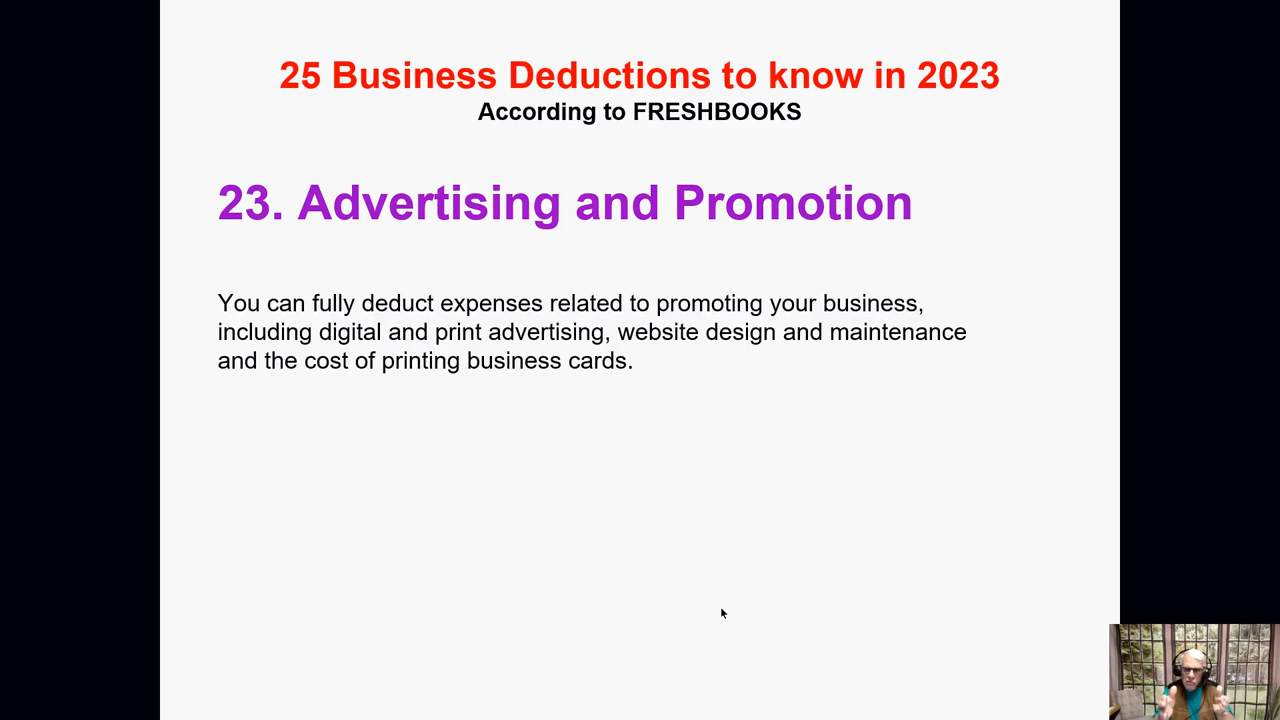 25 Business Deductions to know in 2023
According to FRESHBOOKS
23. Advertising and Promotion
You can fully deduct expenses related to promoting your business,
including digital and print advertising, website design and maintenance
and the cost of printing business cards.